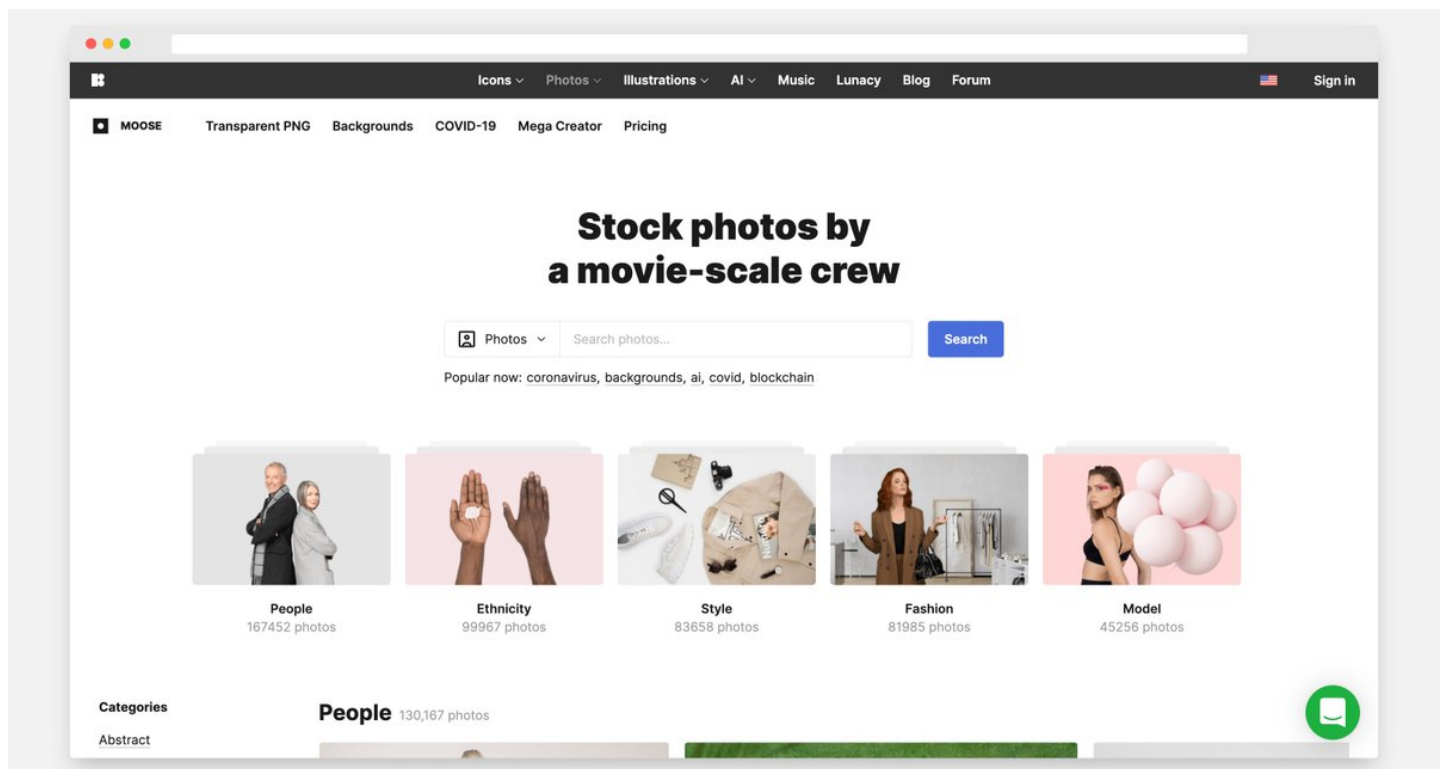 Icons Photos Illustrations AI Music Lunacy Blog Forum Sign in
MOOSE Transparent PNG Backgrounds COVID-19 Mega Creator Pricing
Stock photos by
a movie-scale crew
Photos Search photos... Search
Popular now: coronavirus, backgrounds, ai, covid, blockchain
People Ethnicity Style Fashion Model
167452 photos 99967 photos 83658 photos 81985 photos 45256 photos
Categories People 130,167 photos
Abstract